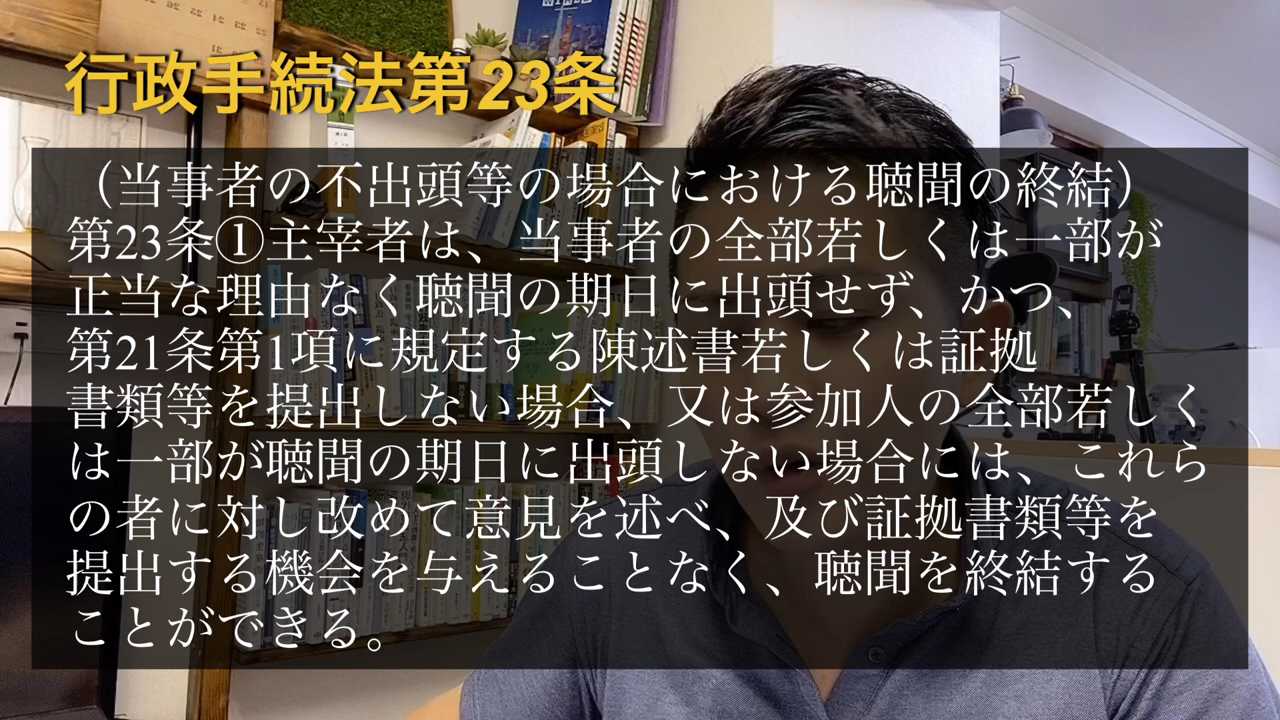 行政手続法第23条
（当事者の不出頭等の場合における聴聞の終結）
第23条①主宰者は、当事者の全部若しくは一部が
正当な理由なく聴聞の期日に出頭せず、かつ、
第21条第1項に規定する陳述書若しくは証拠
書類等を提出しない場合、又は参加人の全部若しく
は一部が聴聞の期日に出頭しない場合には、これら
の者に対し改めて意見を述べ、及び証拠書類等を
提出する機会を与えることなく、聴聞を終結する
ことができる。